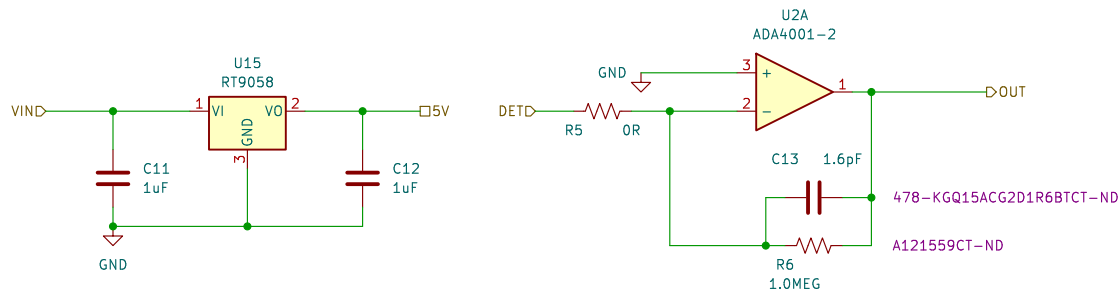 U15
RT9058
VIN
1
VI
VO
2
5V
GND
3
C11
1uF
C12
1uF
GND
U2A
ADA4001-2
GND
3
+
1
OUT
DET
2
-
R5
0R
C13
1.6pF
478-KGQ15ACG2D1R6BTCT-ND
A121559CT-ND
R6
1.0MEG